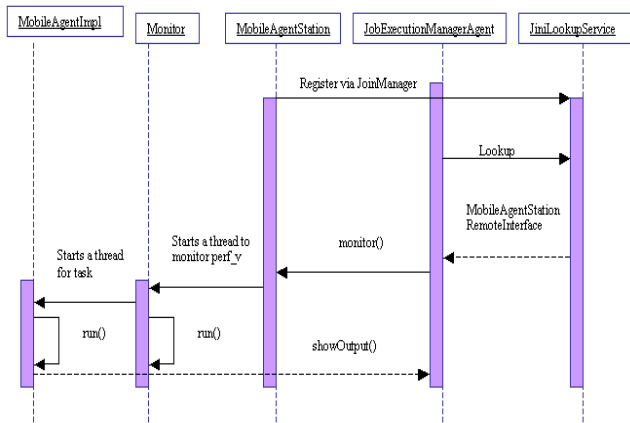 MobileAgentImpl
Monitor
MobileAgentStation
JobExecutionManagerAgent
JiniLookupService
Register via JoinManager
Lookup
MobileAgentStation
RemoteInterface
monitor()
Starts a thread to
monitor perf_v
Starts a thread
for task
run()
run()
showOutput()